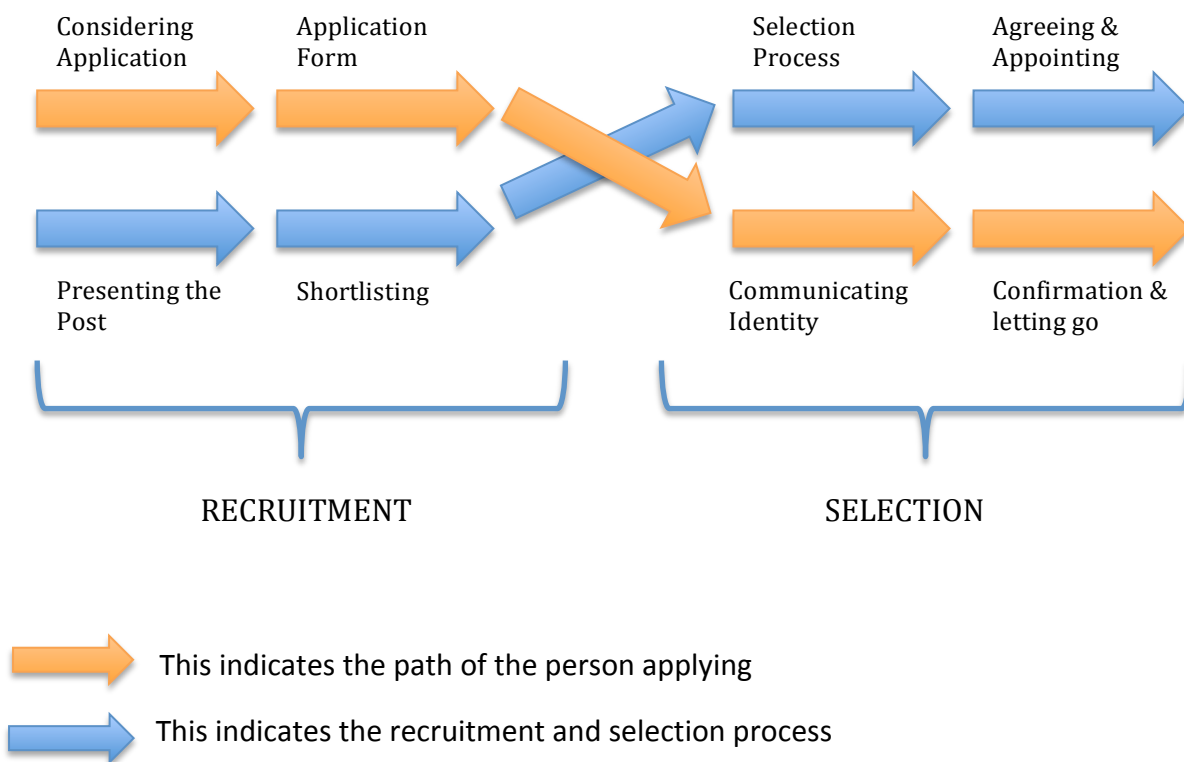 Considering
Application
Application
Form
Selection
Process
Agreeing &
Appointing
Presenting the
Post
Shortlisting
Communicating
Identity
Confirmation &
letting go
RECRUITMENT
SELECTION
This indicates the path of the person applying
This indicates the recruitment and selection process